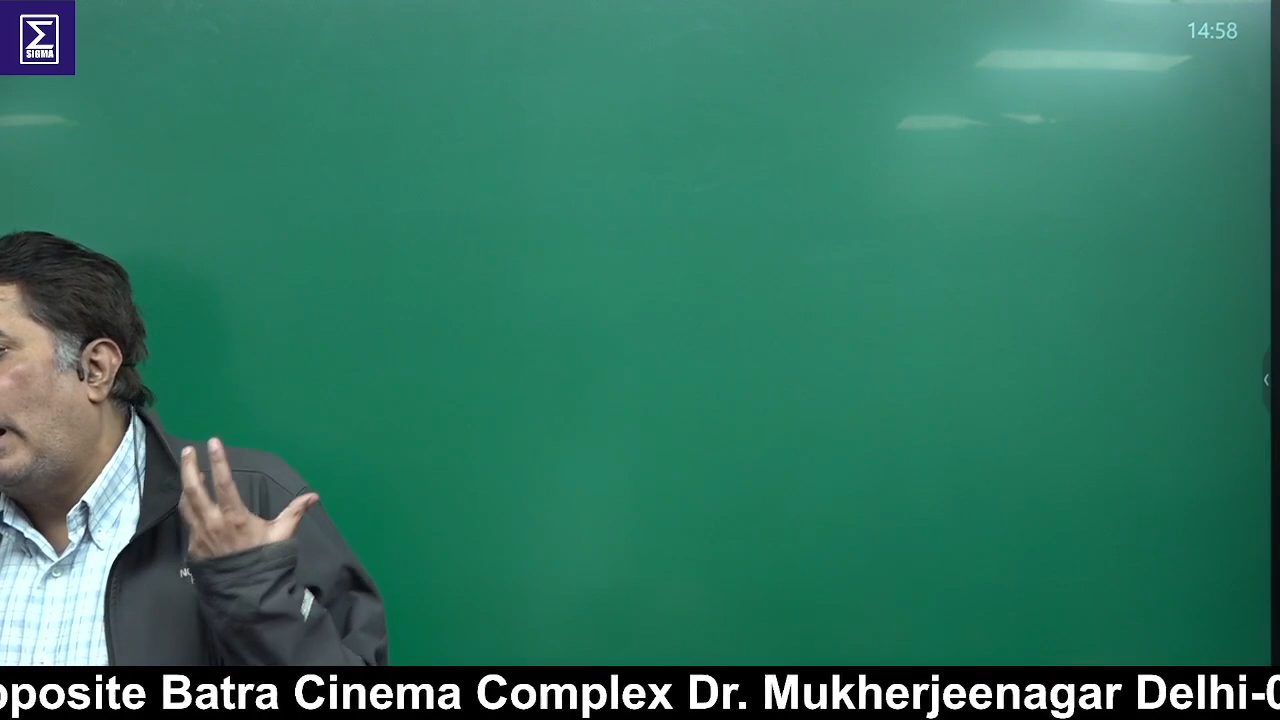 Σ
SIGMA
14:58
pposite Batra Cinema Complex Dr. Mukherjeenagar Delhi-0